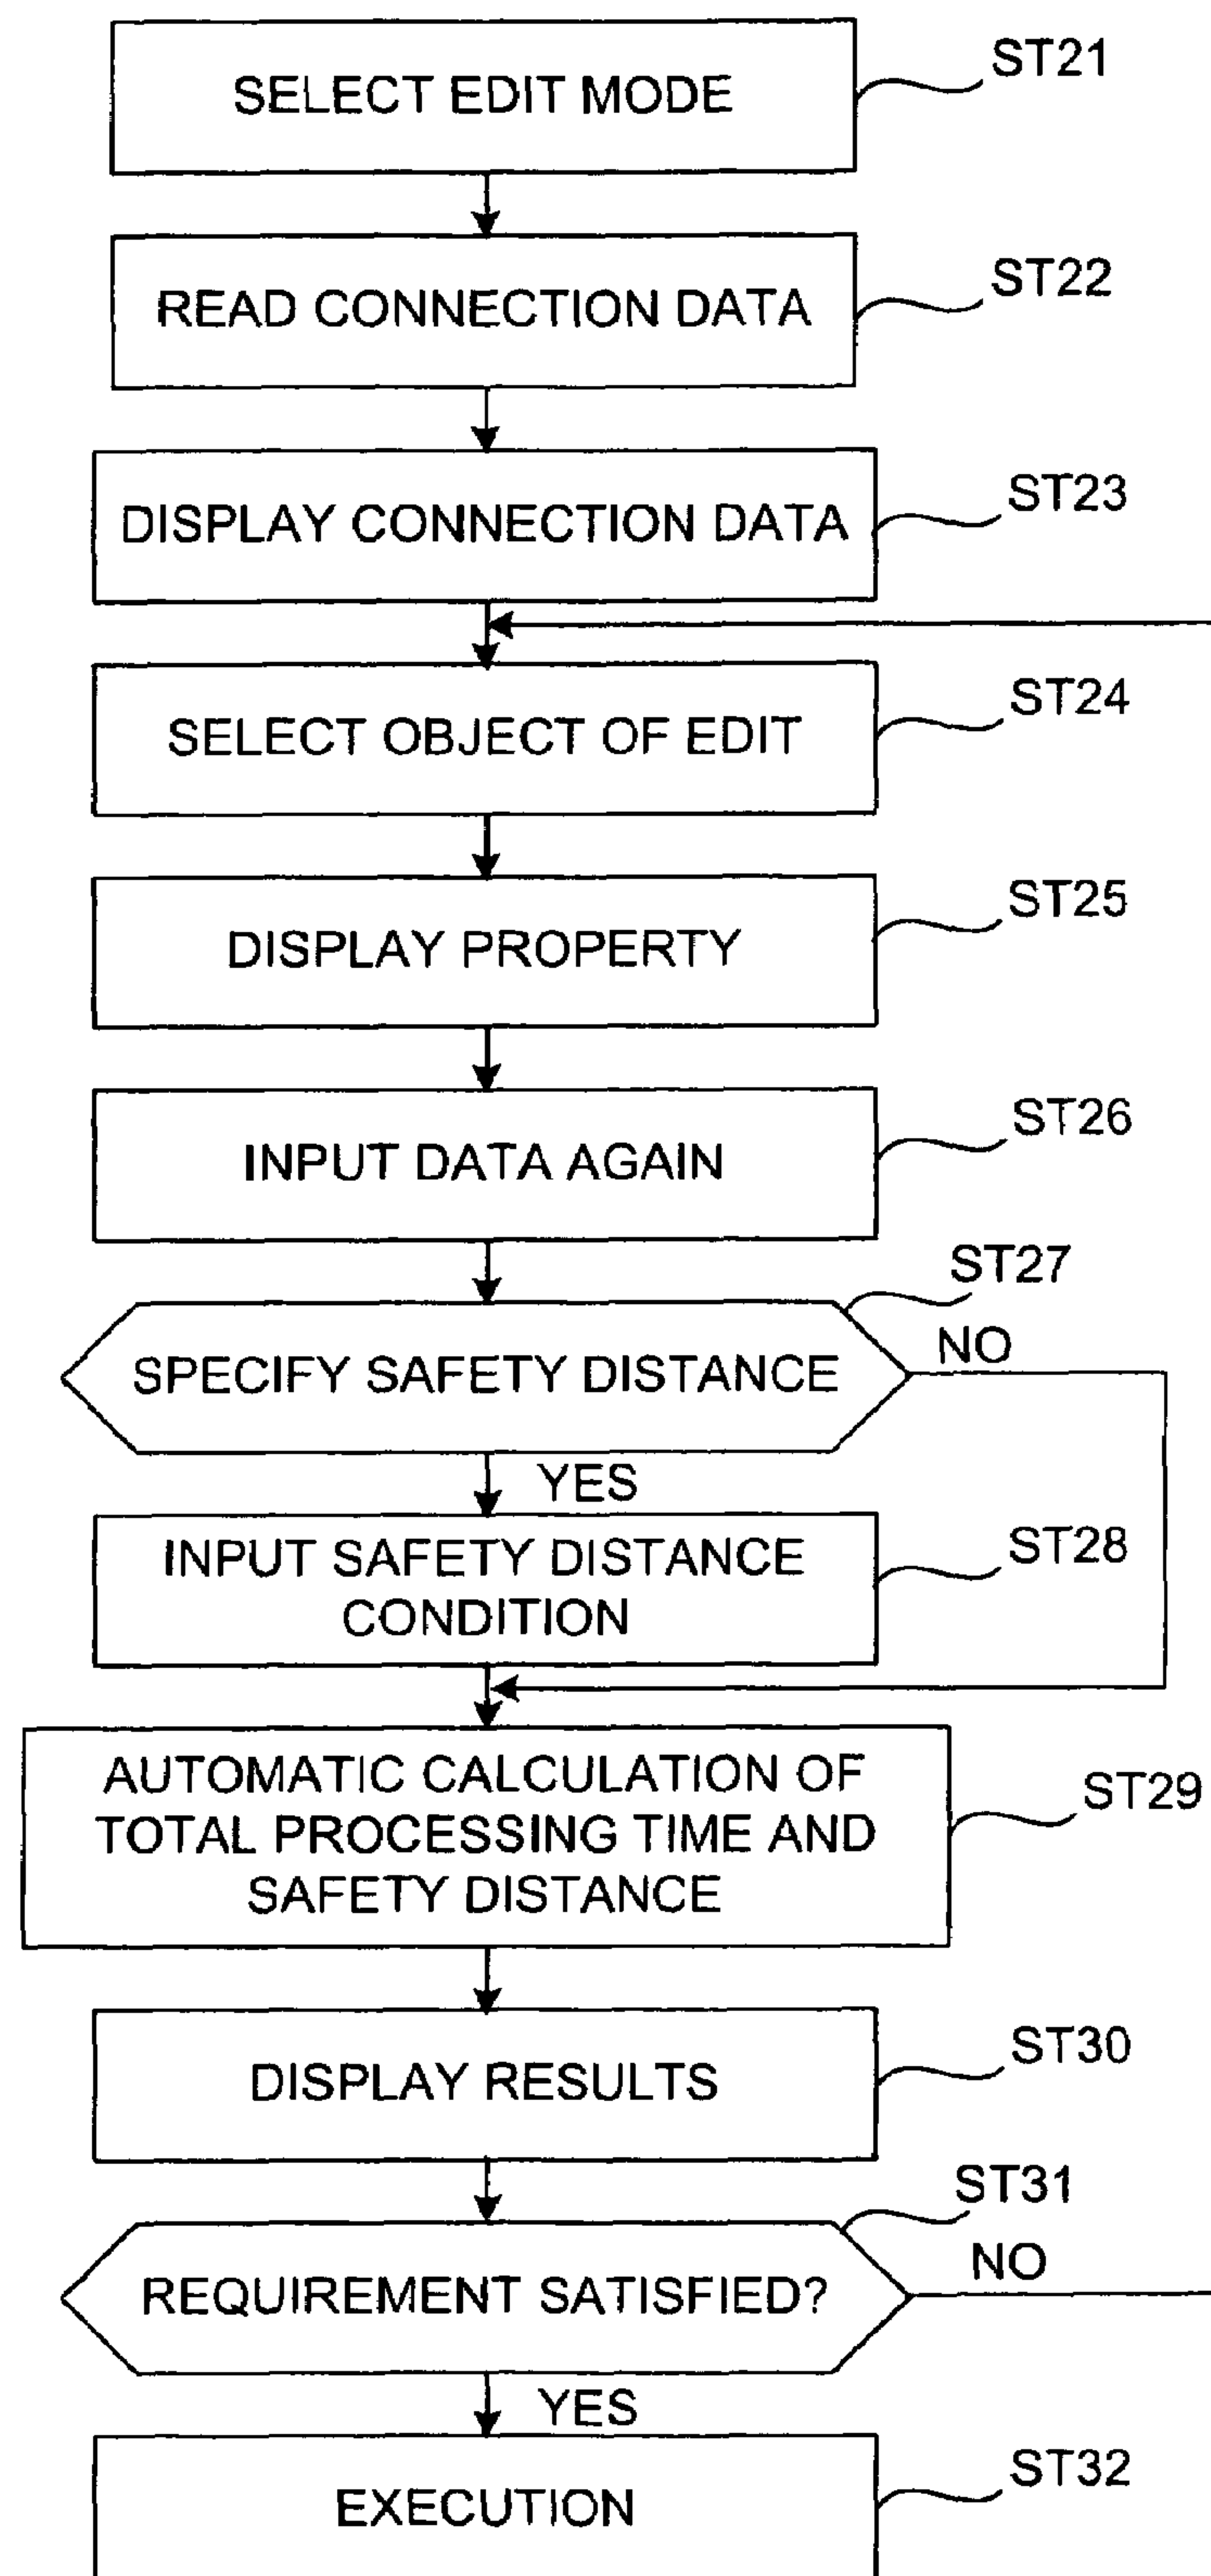 SELECT EDIT MODE
ST21
READ CONNECTION DATA
ST22
DISPLAY CONNECTION DATA
ST23
SELECT OBJECT OF EDIT
ST24
DISPLAY PROPERTY
ST25
INPUT DATA AGAIN
ST26
SPECIFY SAFETY DISTANCE
ST27
NO
YES
INPUT SAFETY DISTANCE
CONDITION
ST28
AUTOMATIC CALCULATION OF
TOTAL PROCESSING TIME AND
SAFETY DISTANCE
ST29
DISPLAY RESULTS
ST30
REQUIREMENT SATISFIED?
ST31
NO
YES
EXECUTION
ST32